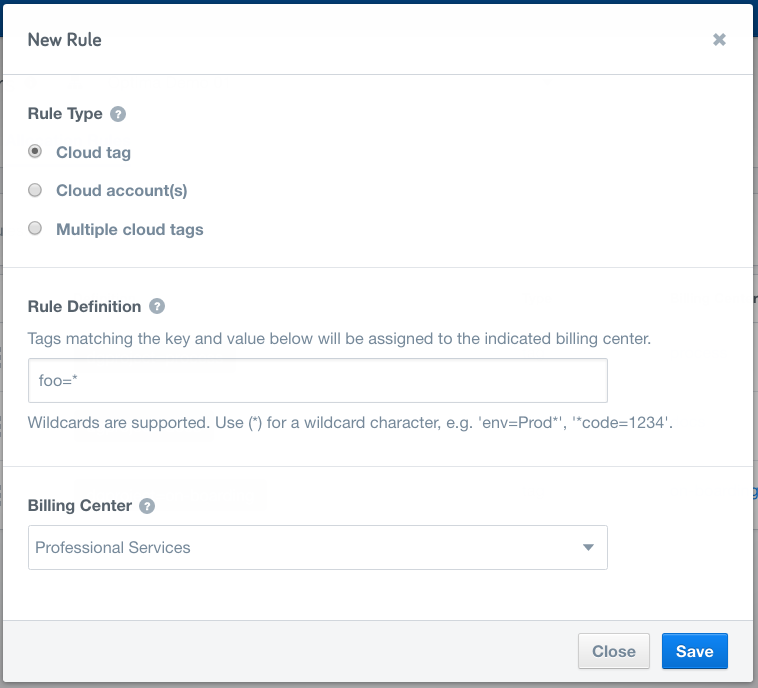 New Rule
Rule Type
Cloud tag
Cloud account(s)
Multiple cloud tags
Rule Definition
Tags matching the key and value below will be assigned to the indicated billing center.
foo=*
Wildcards are supported. Use (*) for a wildcard character, e.g. 'env=Prod*', '*code=1234'.
Billing Center
Professional Services
Close
Save